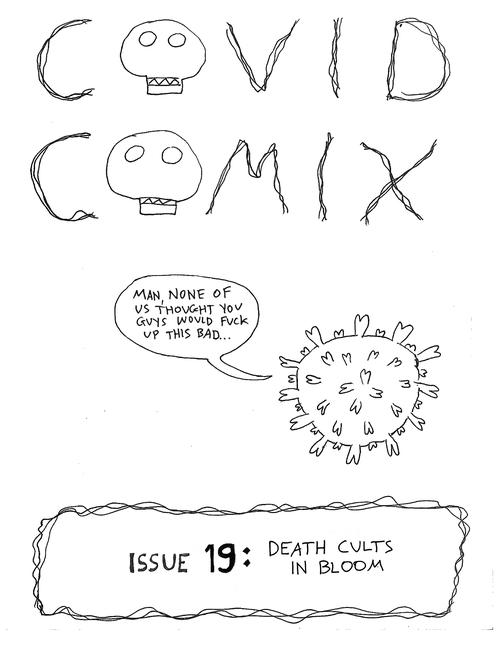 COVID
COMIX
MAN, NONE OF
US THOUGHT YOU
GUYS WOULD FUCK
UP THIS BAD...
ISSUE 19: DEATH CULTS
IN BLOOM